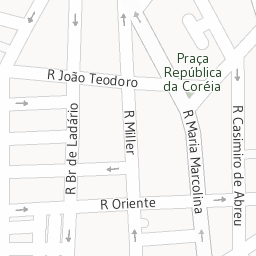 Praça
República
da Coréia
R João Teodoro
R Br de Ladário
R Miller
R Maria Marcolina
R Casimiro de Abreu
R Oriente